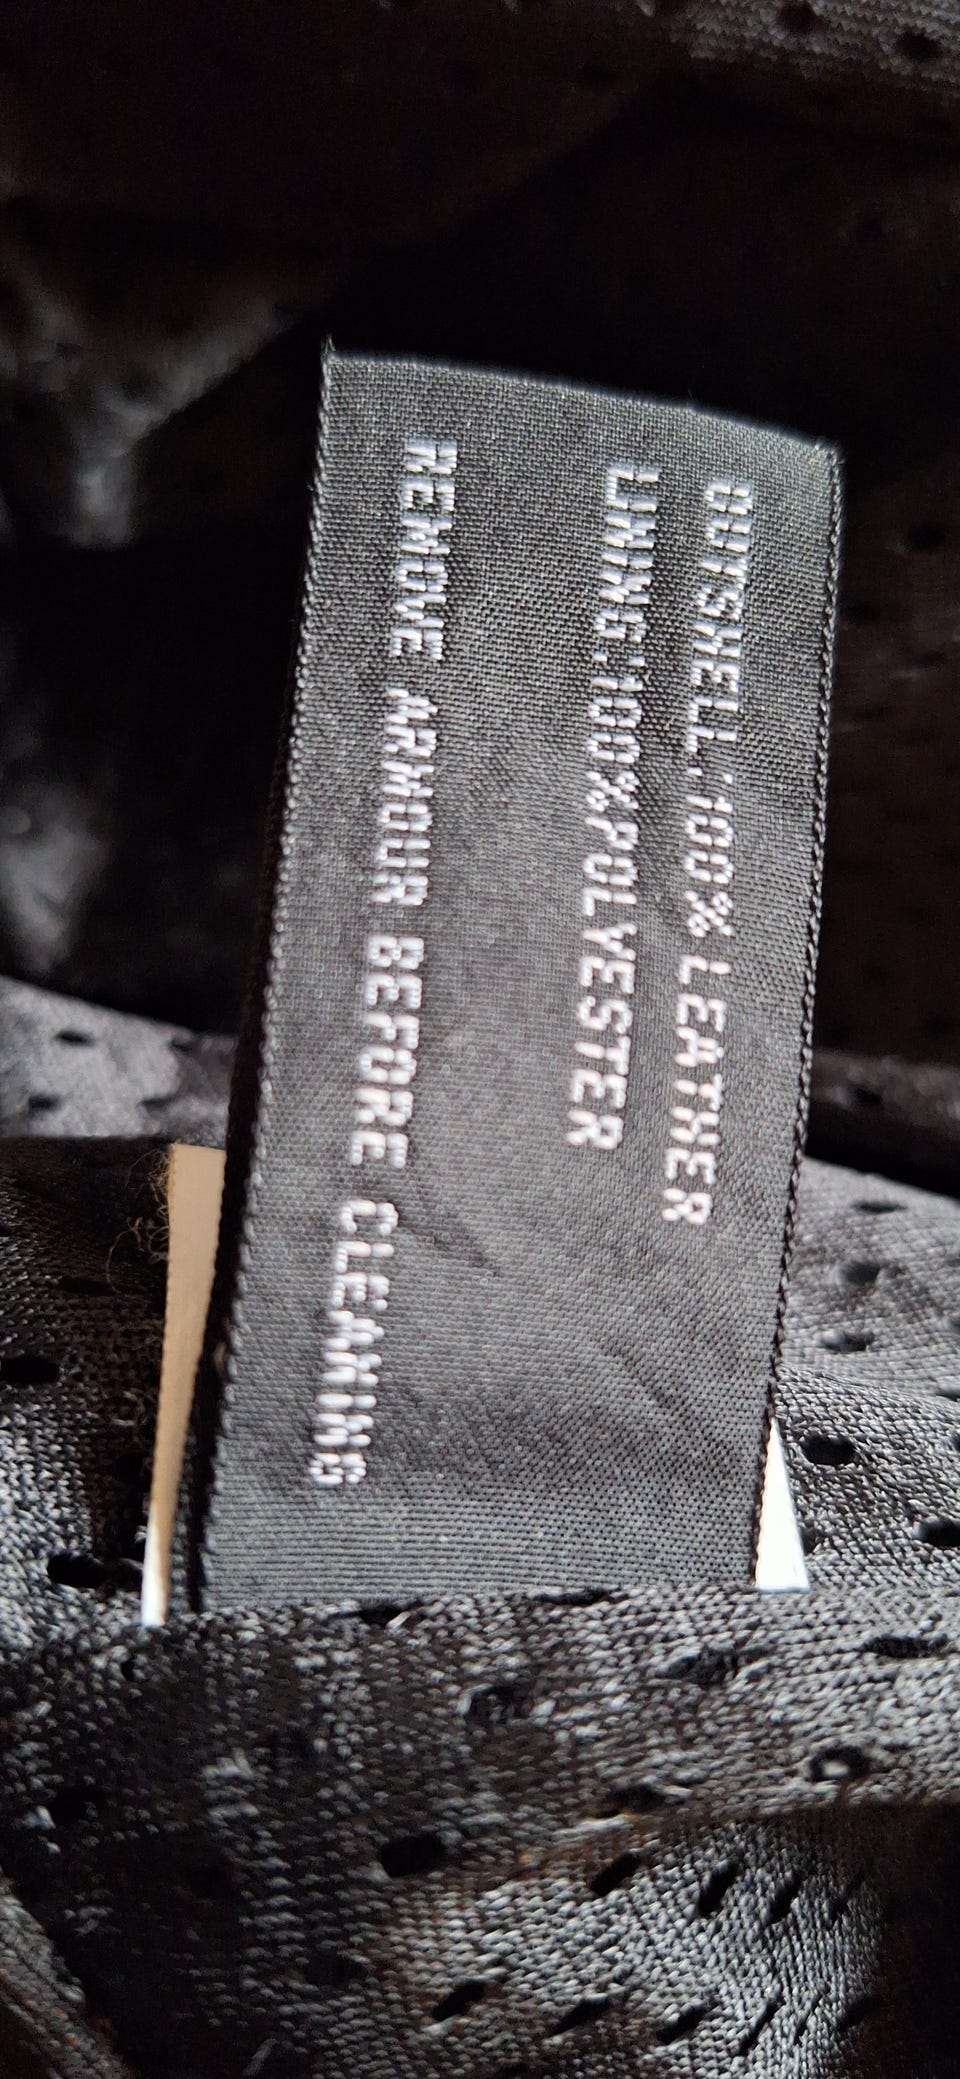 OUTSHELL:100% LEATHER
LINING:100%POLYESTER
REMOVE ARMOUR BEFORE CLEANING